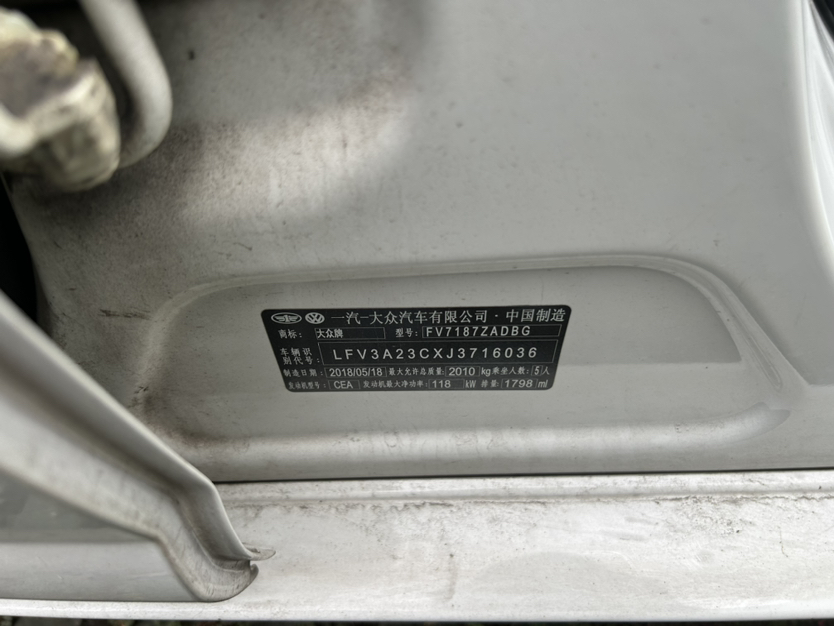 一汽-大众汽车有限公司·中国制造
商标: 大众牌 型号: FV7187ZADBG
车辆识别代号: LFV3A23CXJ3716036
制造日期: 2018/05/18 最大允许总质量: 2010 kg 乘坐人数: 5 人
发动机型号: CEA 发动机最大净功率: 118 kW 排量: 1798 ml